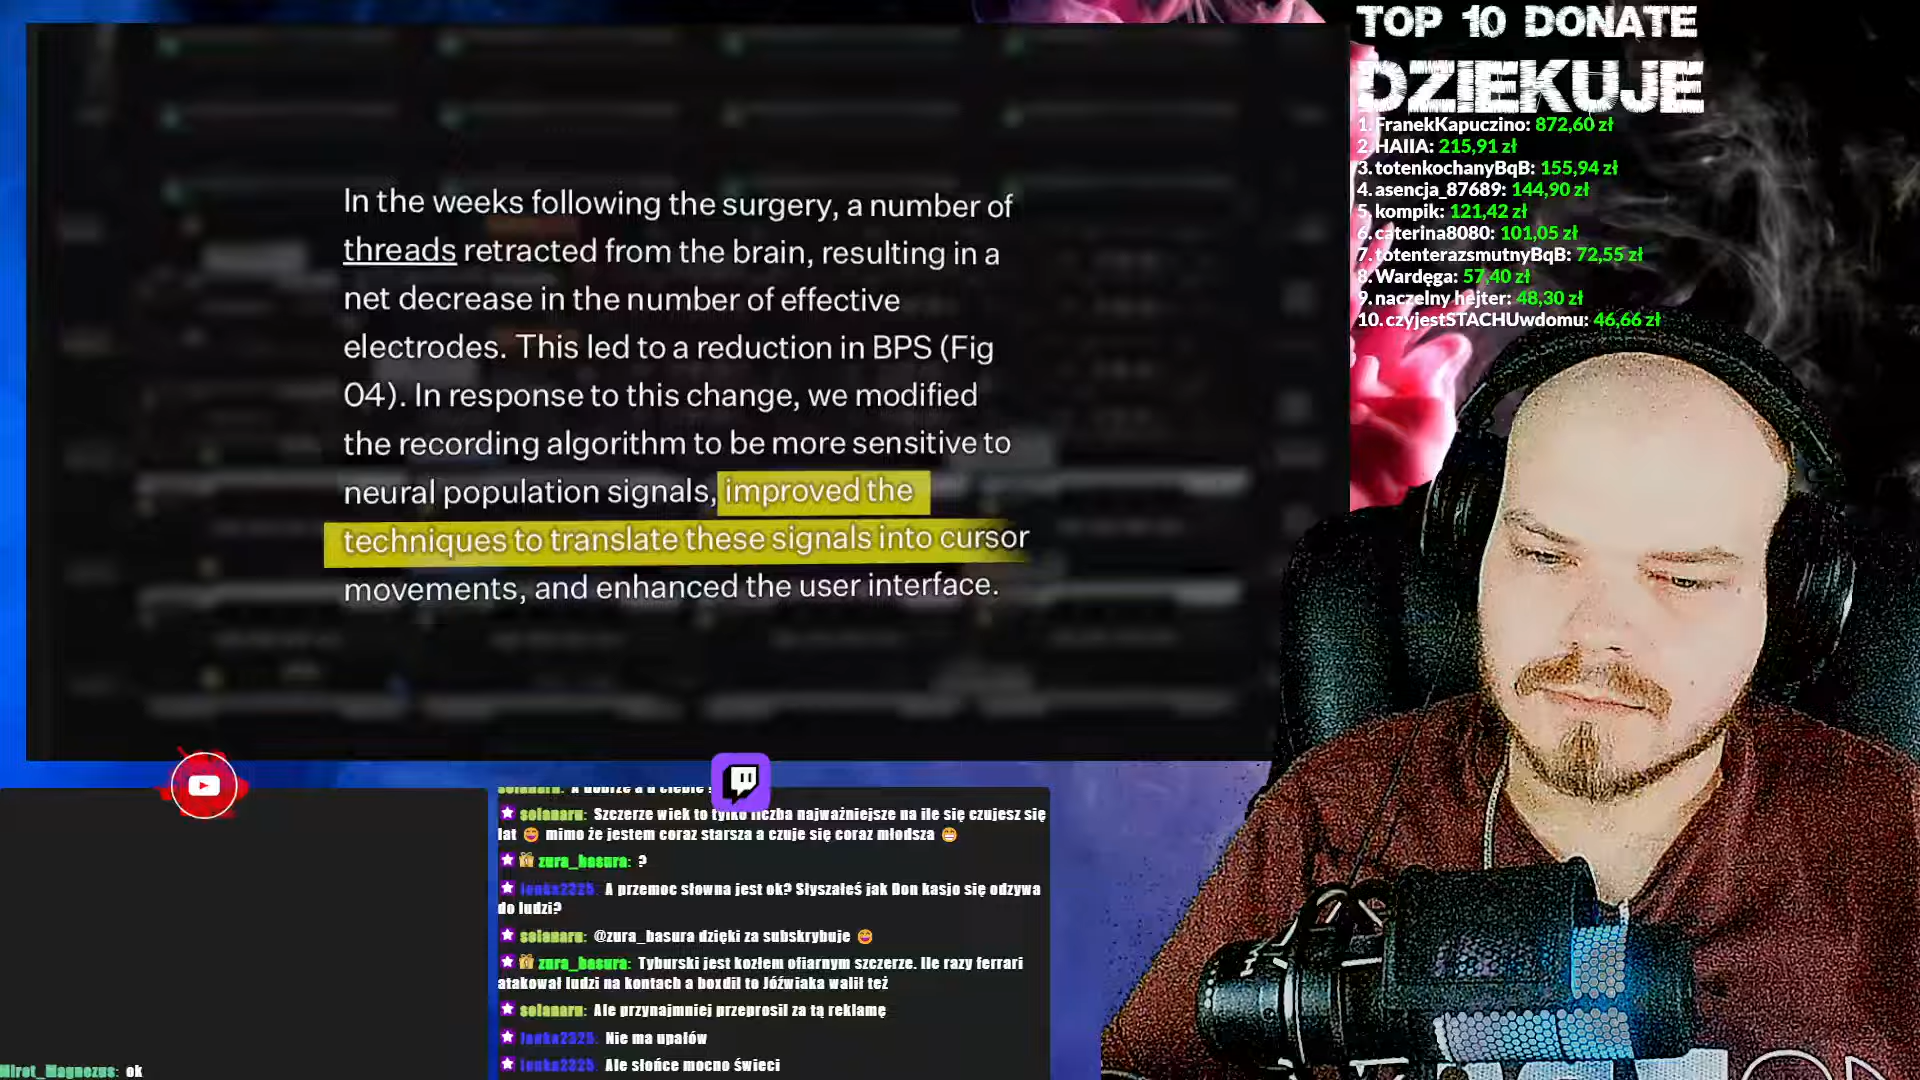 TOP 10 DONATE
DZIEKUJE
1. FranekKapuczino: 872,60 zł
2. HAIIA: 215,91 zł
3. totenkochanyBqB: 155,94 zł
4. asencja_87689: 144,90 zł
5. kompik: 121,42 zł
6. caterina8080: 101,05 zł
7. totenterazsmutnyBqB: 72,55 zł
8. Wardęga: 57,40 zł
9. naczelny hejter: 48,30 zł
10. czyjestSTACHUwdomu: 46,66 zł
In the weeks following the surgery, a number of
threads retracted from the brain, resulting in a
net decrease in the number of effective
electrodes. This led to a reduction in BPS (Fig
04). In response to this change, we modified
the recording algorithm to be more sensitive to
neural population signals, improved the
techniques to translate these signals into cursor
movements, and enhanced the user interface.
solanaru: Szczerze wiek to tylko liczba najważniejsze na ile się czujesz się
lat 😄 mimo że jestem coraz starsza a czuje się coraz młodsza 😁
zura_basura: ?
A przemoc słowna jest ok? Słyszałeś jak Don kasjo się odzywa
do ludzi?
solanaru: @zura_basura dzięki za subskrybuje 😄
zura_basura: Tyburski jest kozłem ofiarnym szczerze. Ile razy ferrari
atakował ludzi na kontach a boxdil to Jóźwiaka walił też
solanaru: Ale przynajmniej przeprosil za tą reklamę
Nie ma upałów
Ale słońce mocno świeci
ok